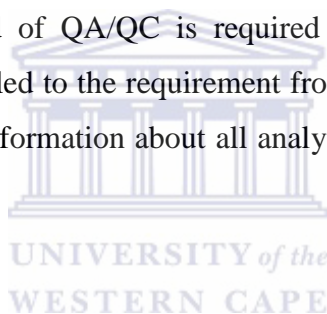 l of QA/QC is required
led to the requirement fro
formation about all analy
UNIVERSITY of the
WESTERN CAPE